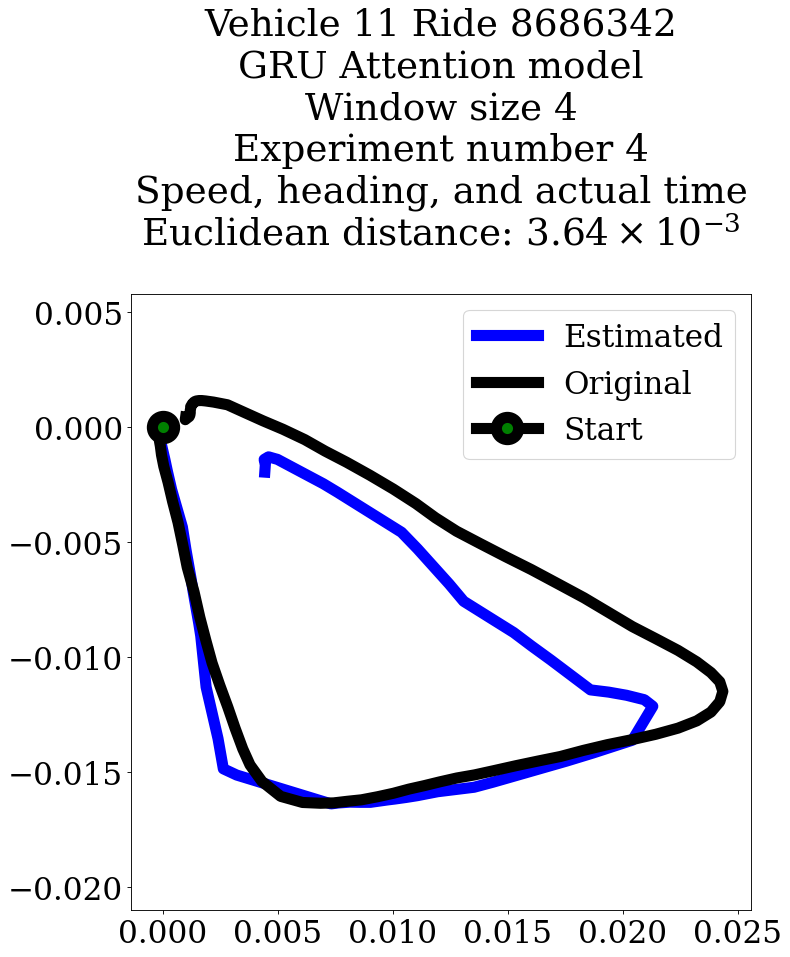 Vehicle 11 Ride 8686342
GRU Attention model
Window size 4
Experiment number 4
Speed, heading, and actual time
Euclidean distance: 3.64 × 10⁻³
0.005
0.000
−0.005
−0.010
−0.015
−0.020
Estimated
Original
Start
0.000 0.005 0.010 0.015 0.020 0.025